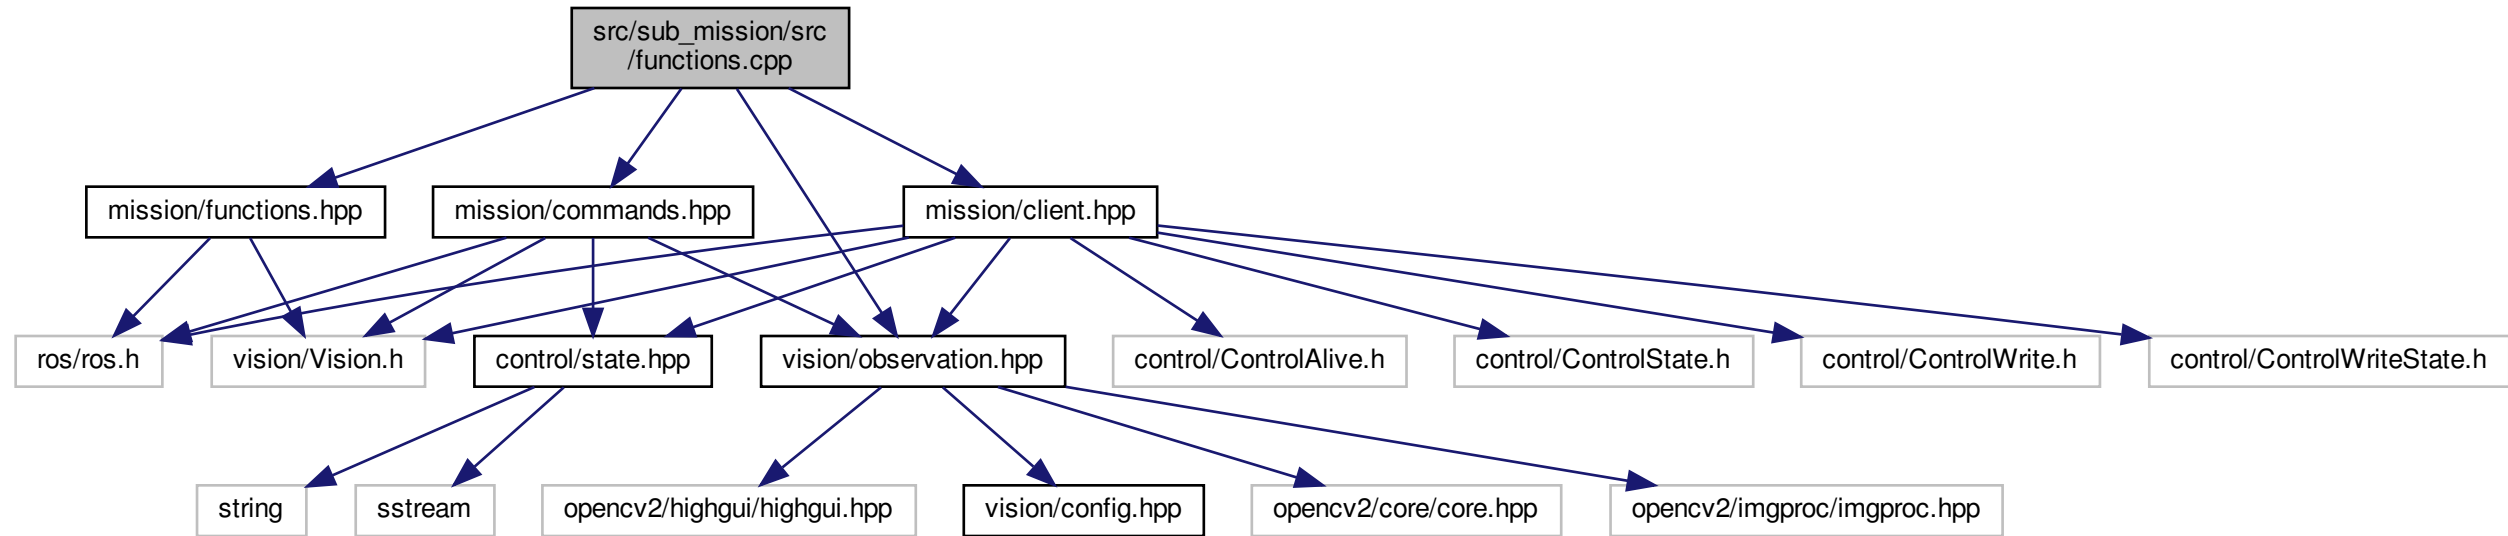 src/sub_mission/src
/functions.cpp
mission/functions.hpp
mission/commands.hpp
mission/client.hpp
ros/ros.h
vision/Vision.h
control/state.hpp
vision/observation.hpp
control/ControlAlive.h
control/ControlState.h
control/ControlWrite.h
control/ControlWriteState.h
string
sstream
opencv2/highgui/highgui.hpp
vision/config.hpp
opencv2/core/core.hpp
opencv2/imgproc/imgproc.hpp